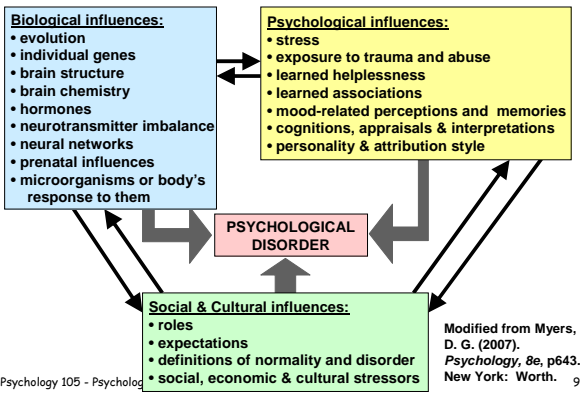 Biological influences:
• evolution
• individual genes
• brain structure
• brain chemistry
• hormones
• neurotransmitter imbalance
• neural networks
• prenatal influences
• microorganisms or body's
response to them
Psychological influences:
• stress
• exposure to trauma and abuse
• learned helplessness
• learned associations
• mood-related perceptions and memories
• cognitions, appraisals & interpretations
• personality & attribution style
PSYCHOLOGICAL
DISORDER
Social & Cultural influences:
• roles
• expectations
• definitions of normality and disorder
• social, economic & cultural stressors
Modified from Myers,
D. G. (2007).
Psychology, 8e, p643.
New York: Worth.
Psychology 105 - Psycholog
9